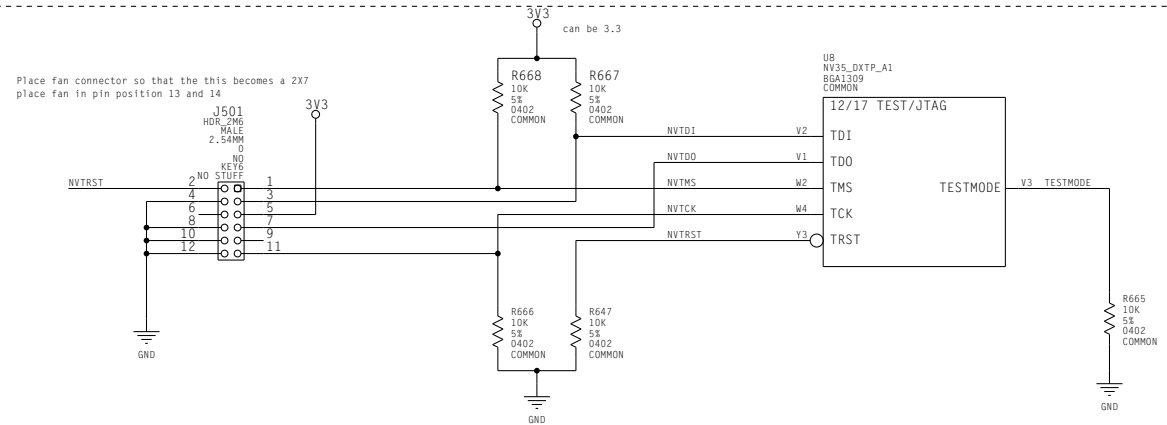 3V3
can be 3.3
Place fan connector so that the this becomes a 2X7
place fan in pin position 13 and 14
J501
HDR_2M6
MALE
2.54MM
0
NO
KEY6
NO STUFF
3V3
R668
10K
5%
0402
COMMON
R667
10K
5%
0402
COMMON
U8
NV35_DXTP_A1
BGA1309
COMMON
12/17 TEST/JTAG
NVTDI V2 TDI
NVTDO V1 TDO
NVTMS W2 TMS
NVTCK W4 TCK
NVTRST Y3 TRST
TESTMODE V3 TESTMODE
NVTRST 2 1
4 3
6 5
8 7
10 9
12 11
GND
R666
10K
5%
0402
COMMON
R647
10K
5%
0402
COMMON
GND
R665
10K
5%
0402
COMMON
GND